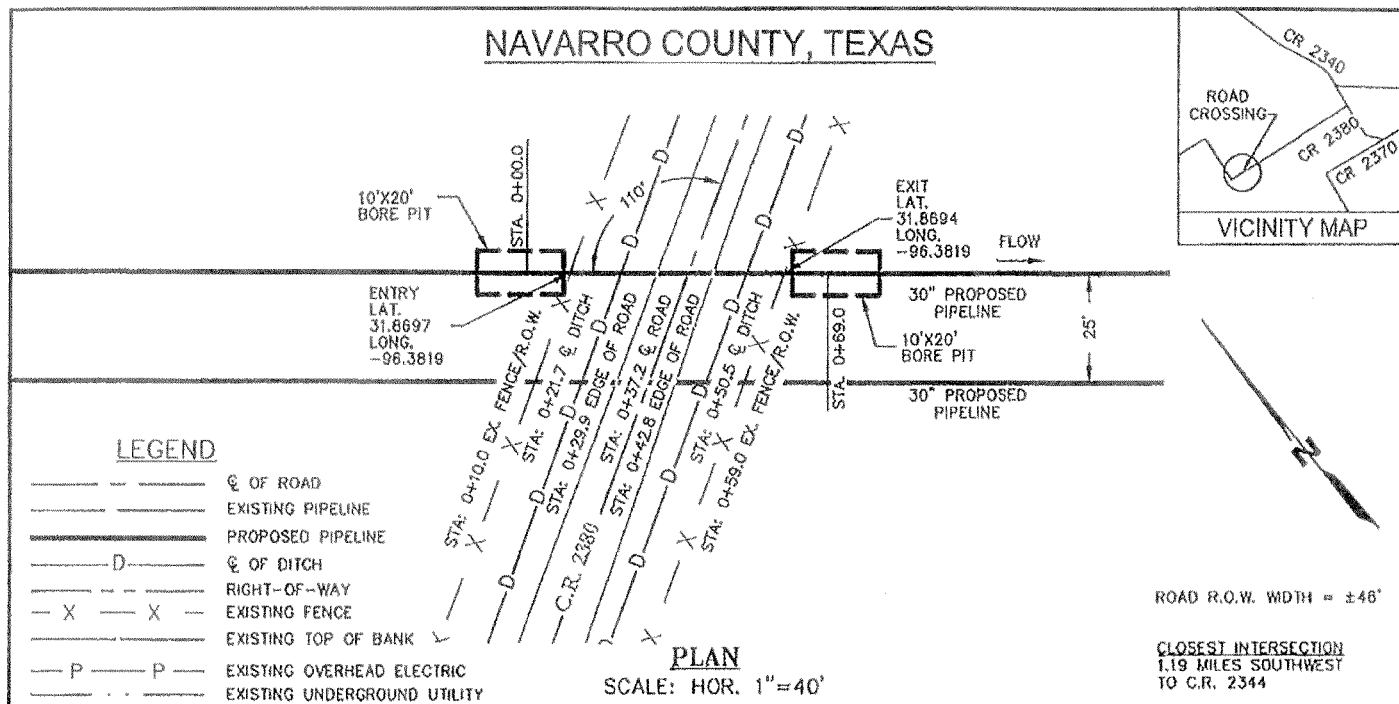 NAVARRO COUNTY, TEXAS
CR 2340
ROAD
CROSSING
CR 2380
CR 2370
VICINITY MAP
10'X20'
BORE PIT
STA. 0+00.0
X
D
110°
D
X
EXIT
LAT.
31.8694
LONG.
-96.3819
FLOW
X
D
D
X
ENTRY
LAT.
31.8697
LONG.
-96.3819
30" PROPOSED
PIPELINE
10'X20'
BORE PIT
25'
STA. 0+69.0
30" PROPOSED
PIPELINE
STA: 0+10.0 EX. FENCE/R.O.W.
STA: 0+21.7 ℄ DITCH
STA: 0+29.9 EDGE OF ROAD
STA: 0+37.2 ℄ ROAD
STA: 0+42.8 EDGE OF ROAD
STA: 0+50.5 ℄ DITCH
STA: 0+59.0 EX. FENCE/R.O.W.
C.R. 2380
N
LEGEND
℄ OF ROAD
EXISTING PIPELINE
PROPOSED PIPELINE
D ℄ OF DITCH
RIGHT-OF-WAY
X X EXISTING FENCE
EXISTING TOP OF BANK
P P EXISTING OVERHEAD ELECTRIC
EXISTING UNDERGROUND UTILITY
PLAN
SCALE: HOR. 1"=40'
ROAD R.O.W. WIDTH = ±46'
CLOSEST INTERSECTION
1.19 MILES SOUTHWEST
TO C.R. 2344